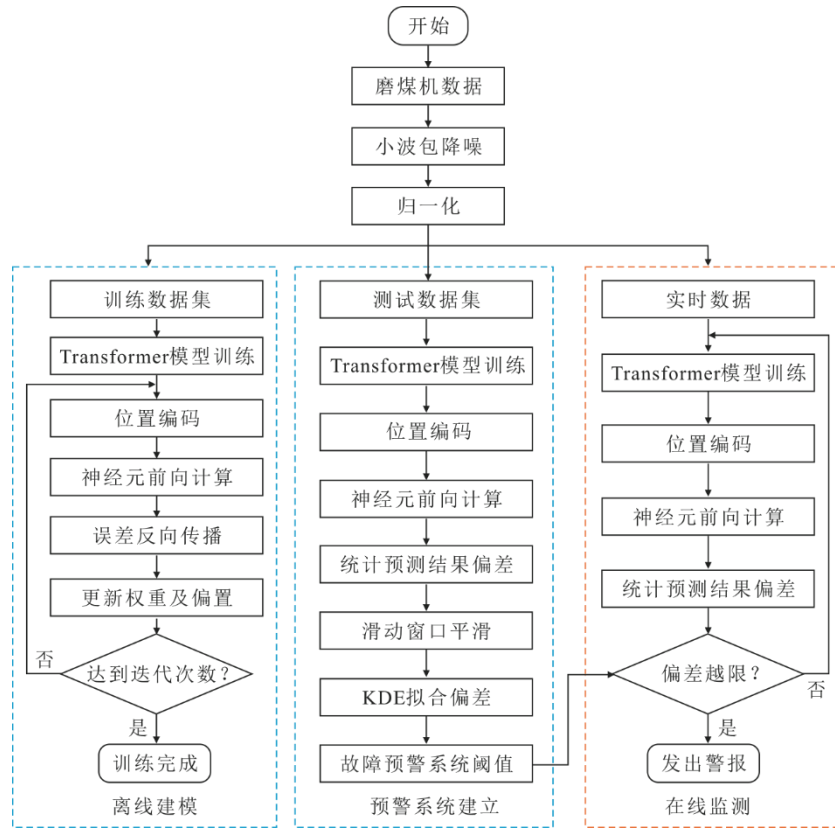 开始
磨煤机数据
小波包降噪
归一化
训练数据集
Transformer模型训练
位置编码
神经元前向计算
误差反向传播
更新权重及偏置
达到迭代次数？
否
是
训练完成
离线建模
测试数据集
Transformer模型训练
位置编码
神经元前向计算
统计预测结果偏差
滑动窗口平滑
KDE拟合偏差
故障预警系统阈值
预警系统建立
实时数据
Transformer模型训练
位置编码
神经元前向计算
统计预测结果偏差
偏差越限？
否
是
发出警报
在线监测